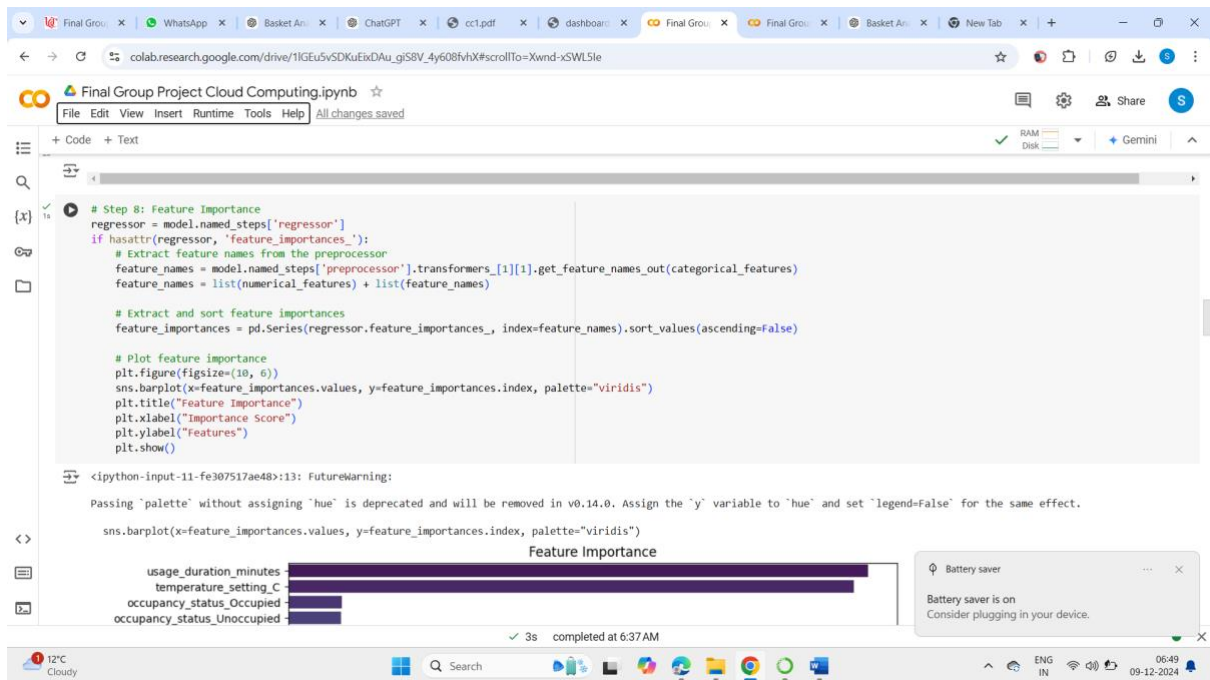 Final Grou
WhatsApp
Basket An
ChatGPT
cc1.pdf
dashboard
Final Grou
Final Grou
Basket An
New Tab
colab.research.google.com/drive/1lGEu5vSDKuEixDAu_giS8V_4y608fvhX#scrollTo=Xwnd-xSWL5Ie
S
CO
Final Group Project Cloud Computing.ipynb
File Edit View Insert Runtime Tools Help All changes saved
Share
S
+ Code + Text
RAM
Disk
Gemini
{x}
1s
# Step 8: Feature Importance
regressor = model.named_steps['regressor']
if hasattr(regressor, 'feature_importances_'):
# Extract feature names from the preprocessor
feature_names = model.named_steps['preprocessor'].transformers_[1][1].get_feature_names_out(categorical_features)
feature_names = list(numerical_features) + list(feature_names)
# Extract and sort feature importances
feature_importances = pd.Series(regressor.feature_importances_, index=feature_names).sort_values(ascending=False)
# Plot feature importance
plt.figure(figsize=(10, 6))
sns.barplot(x=feature_importances.values, y=feature_importances.index, palette="viridis")
plt.title("Feature Importance")
plt.xlabel("Importance Score")
plt.ylabel("Features")
plt.show()
<ipython-input-11-fe307517ae48>:13: FutureWarning:
Passing `palette` without assigning `hue` is deprecated and will be removed in v0.14.0. Assign the `y` variable to `hue` and set `legend=False` for the same effect.
sns.barplot(x=feature_importances.values, y=feature_importances.index, palette="viridis")
Feature Importance
usage_duration_minutes
temperature_setting_C
occupancy_status_Occupied
occupancy_status_Unoccupied
Battery saver
Battery saver is on
Consider plugging in your device.
3s completed at 6:37 AM
1
12°C
Cloudy
Search
ENG
IN
06:49
09-12-2024